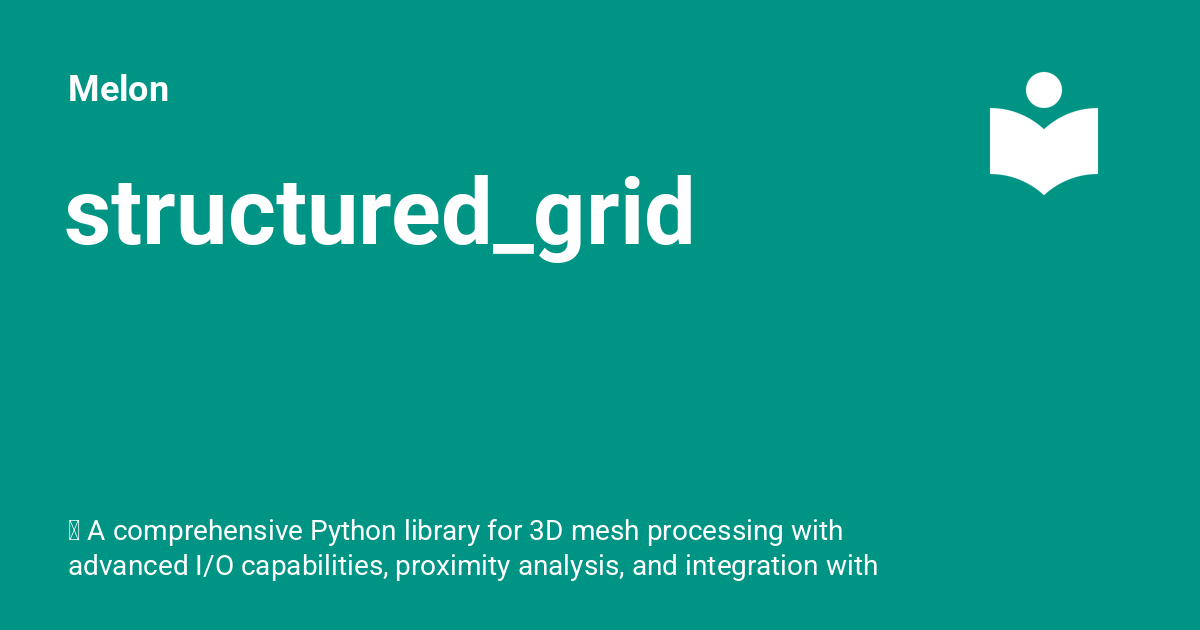 Melon
structured_grid
A comprehensive Python library for 3D mesh processing with
advanced I/O capabilities, proximity analysis, and integration with